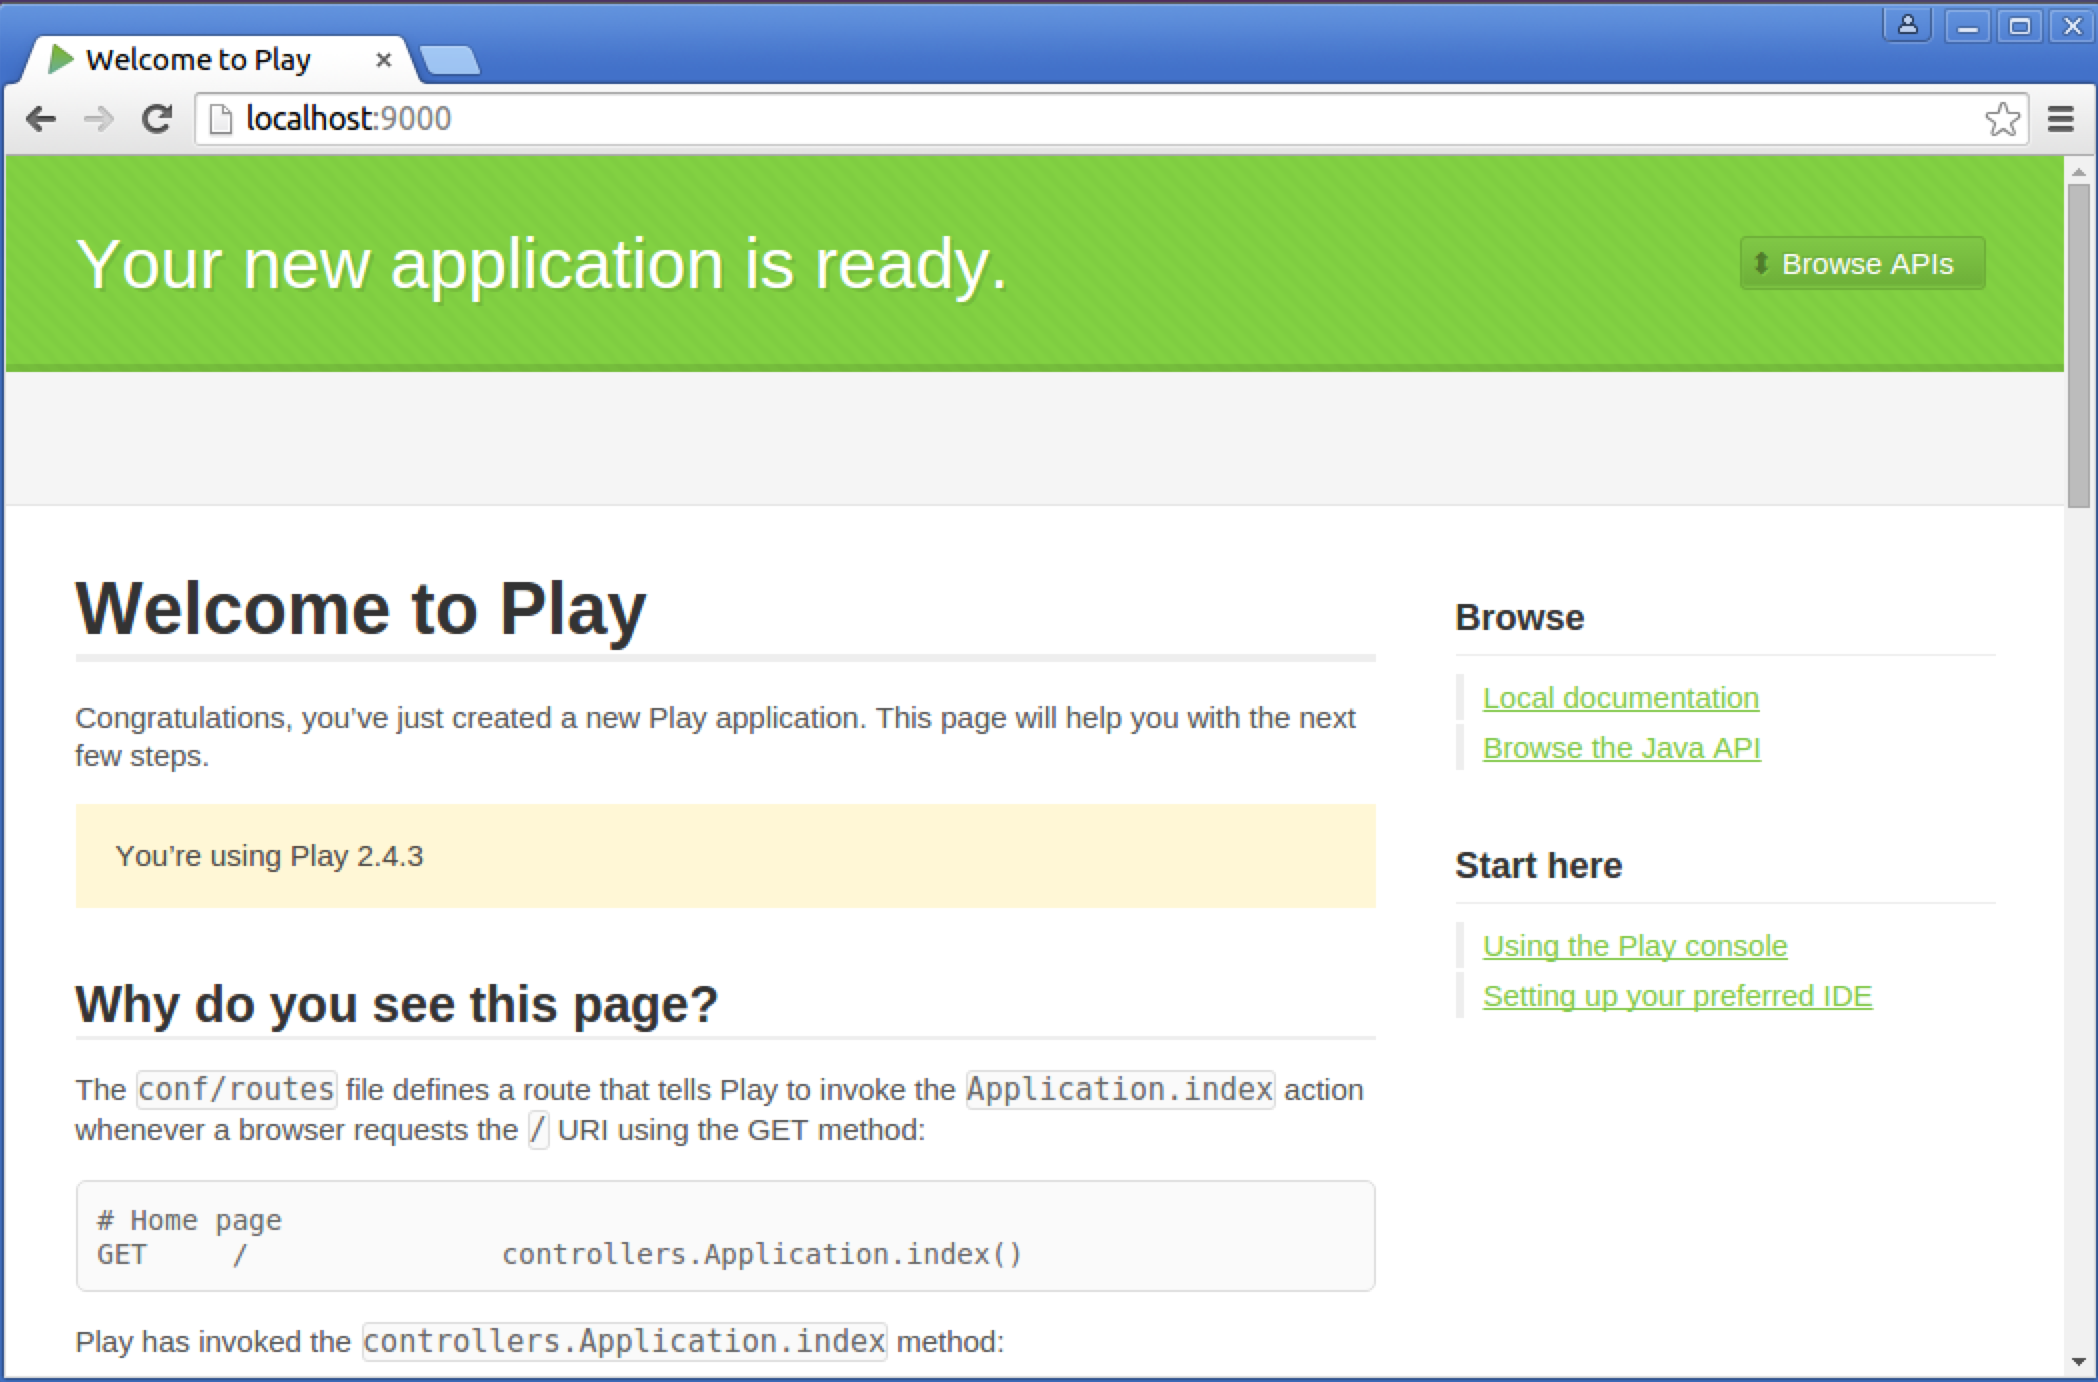 Welcome to Play
localhost:9000
Your new application is ready.
Browse APIs
Welcome to Play
Congratulations, you’ve just created a new Play application. This page will help you with the next
few steps.
You’re using Play 2.4.3
Why do you see this page?
The conf/routes file defines a route that tells Play to invoke the Application.index action
whenever a browser requests the / URI using the GET method:
# Home page
GET     /               controllers.Application.index()
Play has invoked the controllers.Application.index method:
Browse
Local documentation
Browse the Java API
Start here
Using the Play console
Setting up your preferred IDE